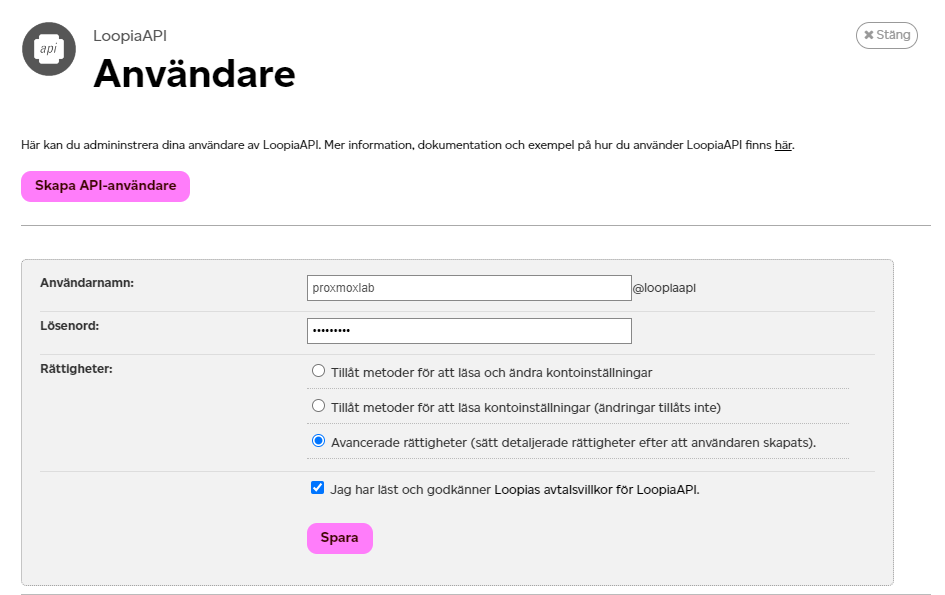 api
LoopiaAPI
✖ Stäng
Användare
Här kan du admininstrera dina användare av LoopiaAPI. Mer information, dokumentation och exempel på hur du använder LoopiaAPI finns här.
Skapa API-användare
Användarnamn:
proxmoxlab
@loopiaapi
Lösenord:
•••••••••
Rättigheter:
Tillåt metoder för att läsa och ändra kontoinställningar
Tillåt metoder för att läsa kontoinställningar (ändringar tillåts inte)
Avancerade rättigheter (sätt detaljerade rättigheter efter att användaren skapats).
Jag har läst och godkänner Loopias avtalsvillkor för LoopiaAPI.
Spara